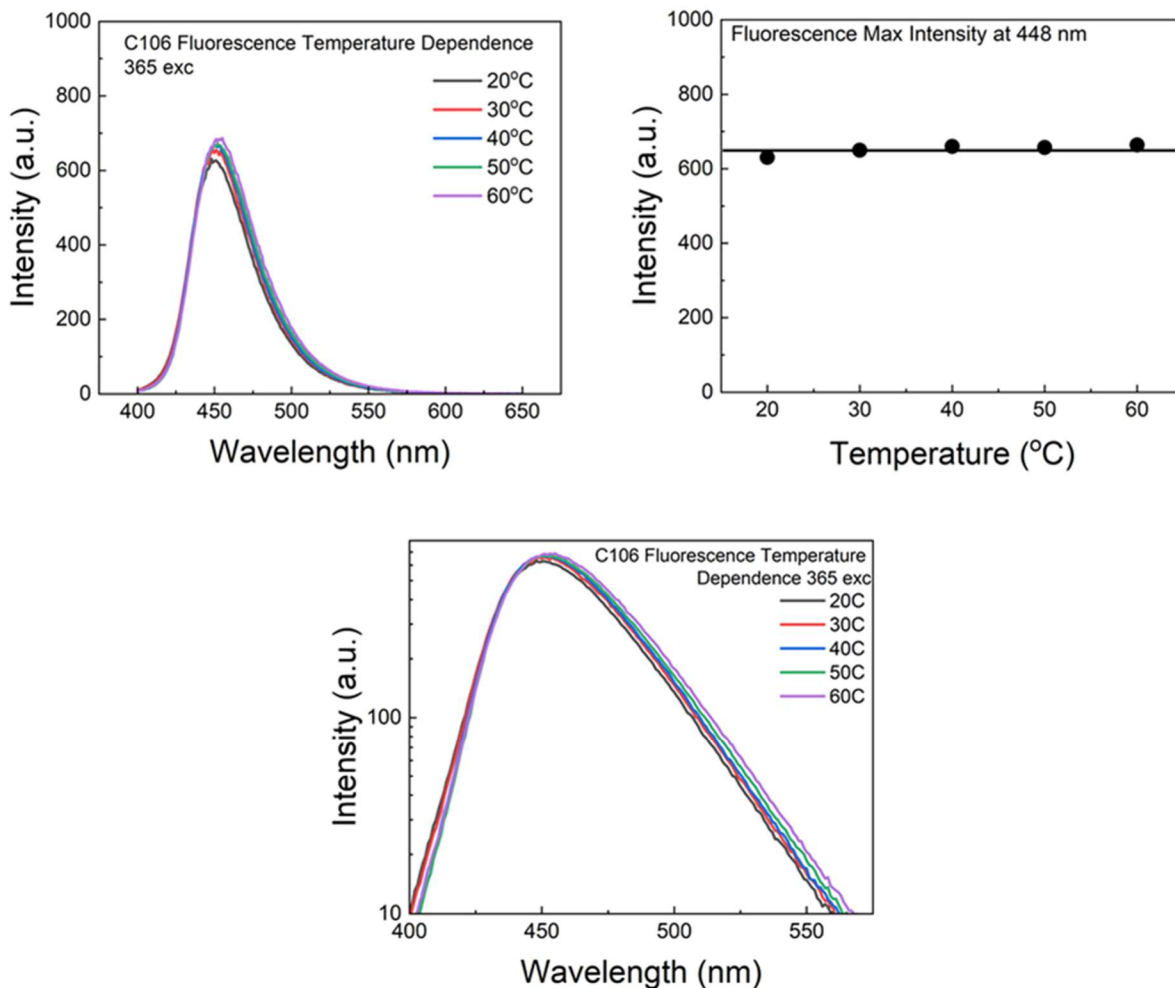 C106 Fluorescence Temperature Dependence
365 exc
20°C
30°C
40°C
50°C
60°C
1000
800
600
400
200
0
Intensity (a.u.)
400 450 500 550 600 650
Wavelength (nm)
Fluorescence Max Intensity at 448 nm
1000
800
600
400
200
0
Intensity (a.u.)
20 30 40 50 60
Temperature (°C)
C106 Fluorescence Temperature
Dependence 365 exc
20C
30C
40C
50C
60C
100
10
Intensity (a.u.)
400 450 500 550
Wavelength (nm)